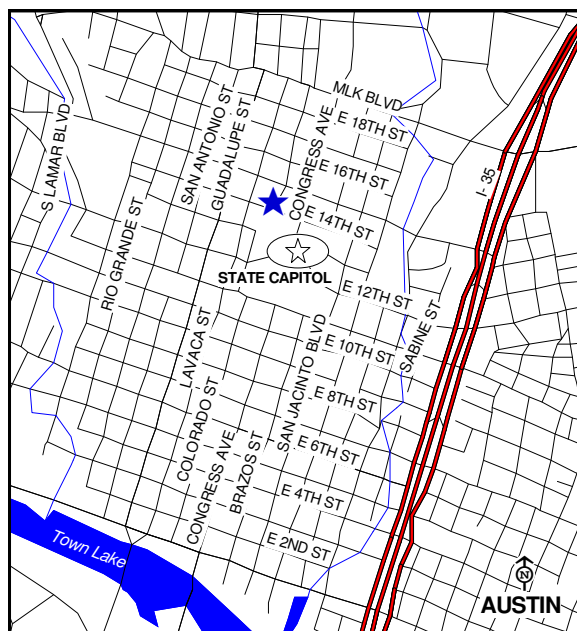 MLK BLVD
E 18TH ST
S LAMAR BLVD
SAN ANTONIO ST
GUADALUPE ST
CONGRESS AVE
E 16TH ST
I- 35
RIO GRANDE ST
E 14TH ST
STATE CAPITOL
E 12TH ST
SABINE ST
LAVACA ST
E 10TH ST
SAN JACINTO BLVD
E 8TH ST
COLORADO ST
CONGRESS AVE
BRAZOS ST
E 6TH ST
E 4TH ST
E 2ND ST
Town Lake
N
AUSTIN